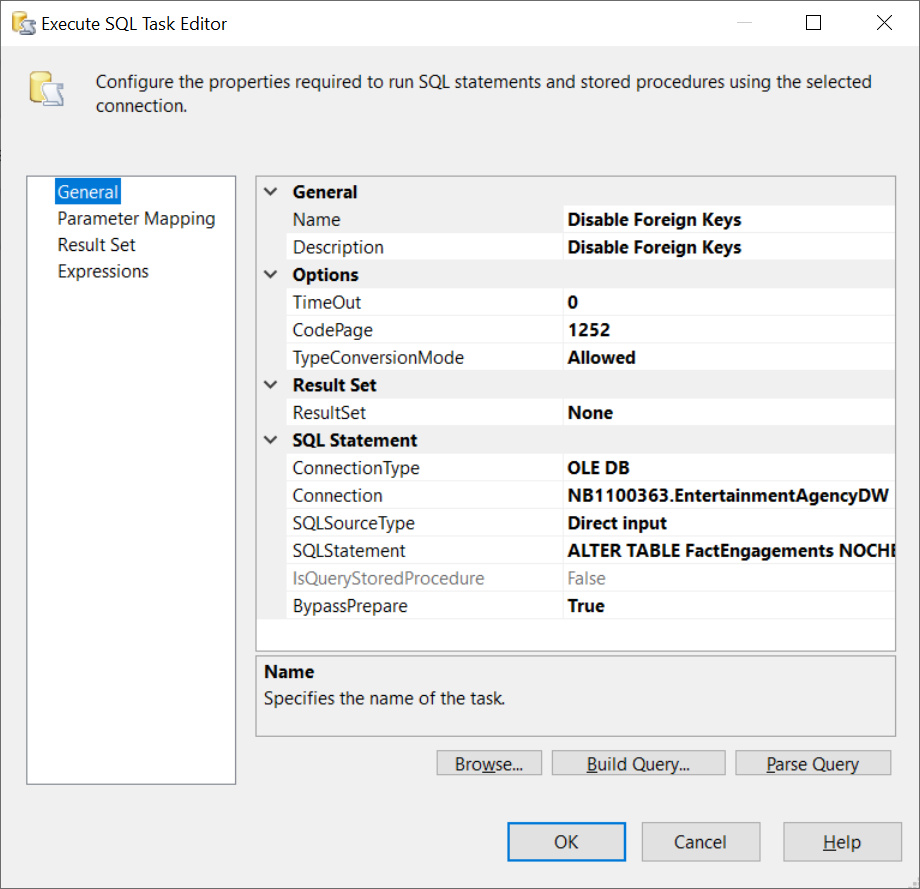 Execute SQL Task Editor
Configure the properties required to run SQL statements and stored procedures using the selected
connection.
General
Parameter Mapping
Result Set
Expressions
General
Name Disable Foreign Keys
Description Disable Foreign Keys
Options
TimeOut 0
CodePage 1252
TypeConversionMode Allowed
Result Set
ResultSet None
SQL Statement
ConnectionType OLE DB
Connection NB1100363.EntertainmentAgencyDW
SQLSourceType Direct input
SQLStatement ALTER TABLE FactEngagements NOCHE
IsQueryStoredProcedure False
BypassPrepare True
Name
Specifies the name of the task.
Browse... Build Query... Parse Query
OK Cancel Help